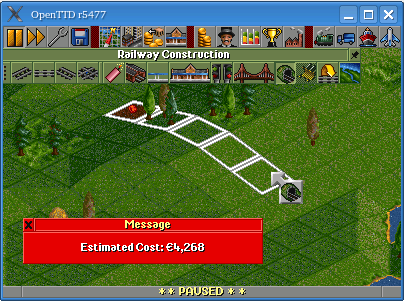 OpenTTD r5477
Railway Construction
Message
Estimated Cost: €4,268
* * PAUSED * *